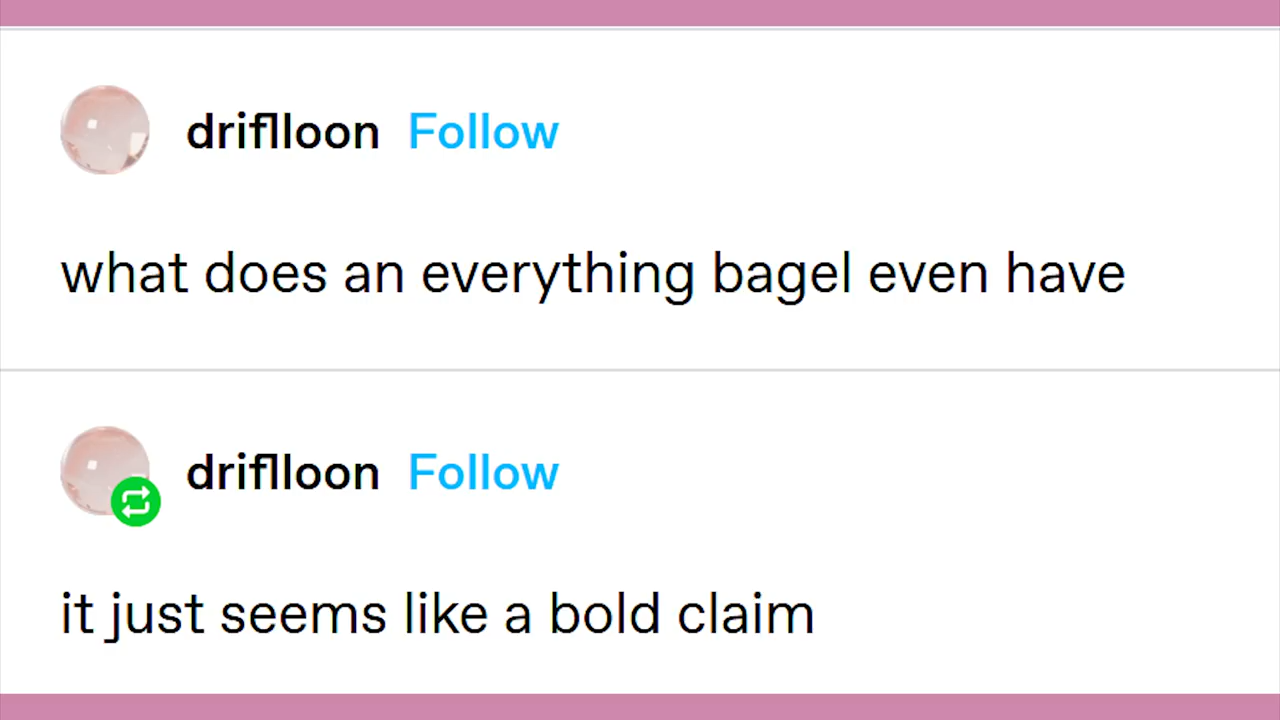 driflloon Follow
what does an everything bagel even have
driflloon Follow
it just seems like a bold claim